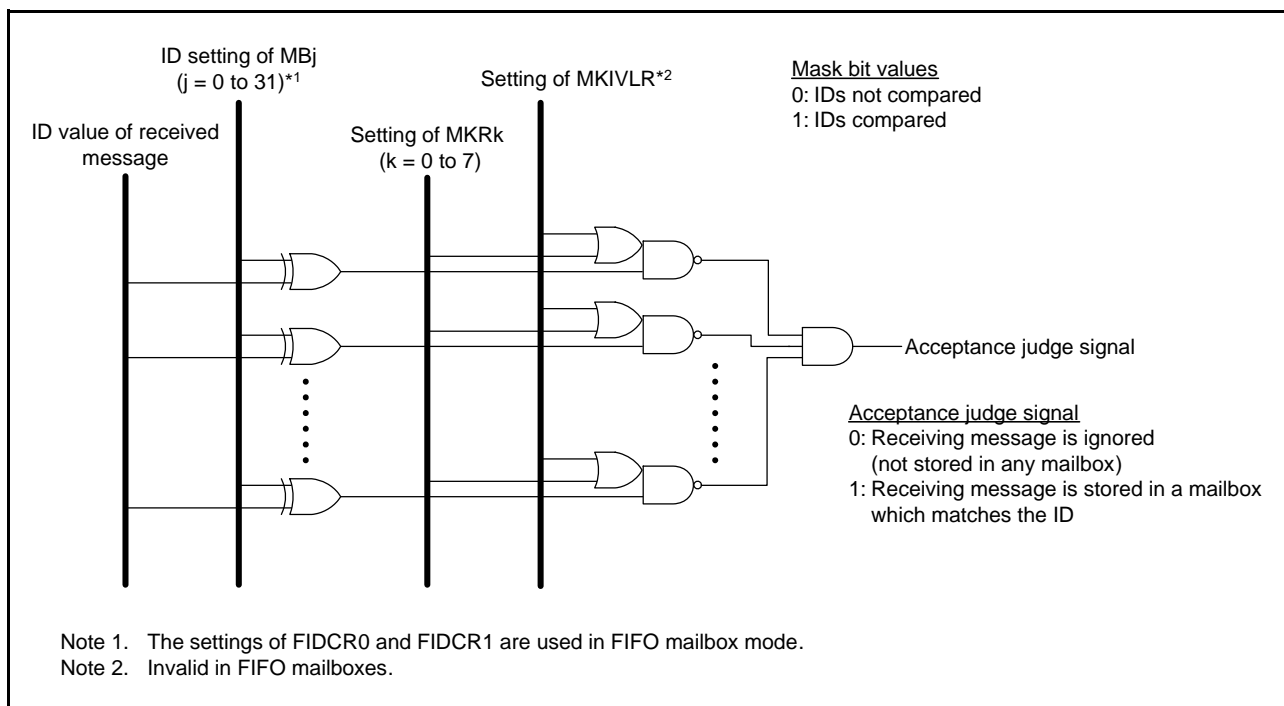 ID setting of MBj
(j = 0 to 31)*1
Setting of MKIVLR*2
Mask bit values
0: IDs not compared
1: IDs compared
ID value of received
message
Setting of MKRk
(k = 0 to 7)
Acceptance judge signal
Acceptance judge signal
0: Receiving message is ignored
(not stored in any mailbox)
1: Receiving message is stored in a mailbox
which matches the ID
Note 1. The settings of FIDCR0 and FIDCR1 are used in FIFO mailbox mode.
Note 2. Invalid in FIFO mailboxes.